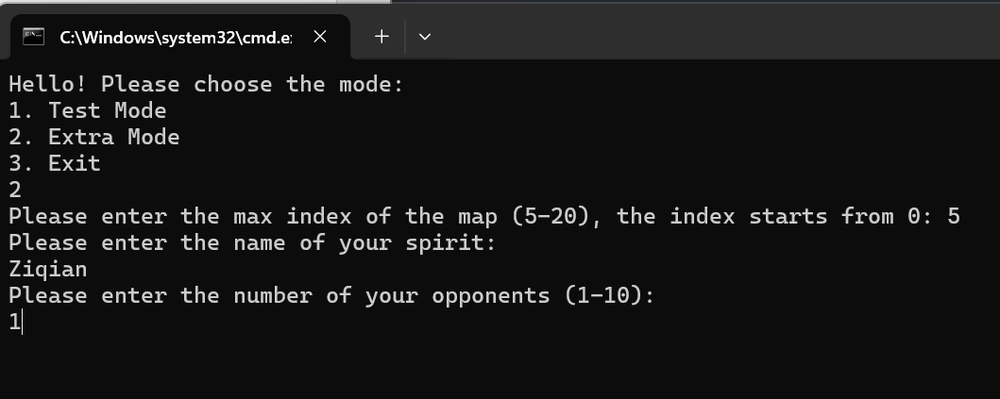 C:\Windows\system32\cmd.e
Hello! Please choose the mode:
1. Test Mode
2. Extra Mode
3. Exit
2
Please enter the max index of the map (5-20), the index starts from 0: 5
Please enter the name of your spirit:
Ziqian
Please enter the number of your opponents (1-10):
1